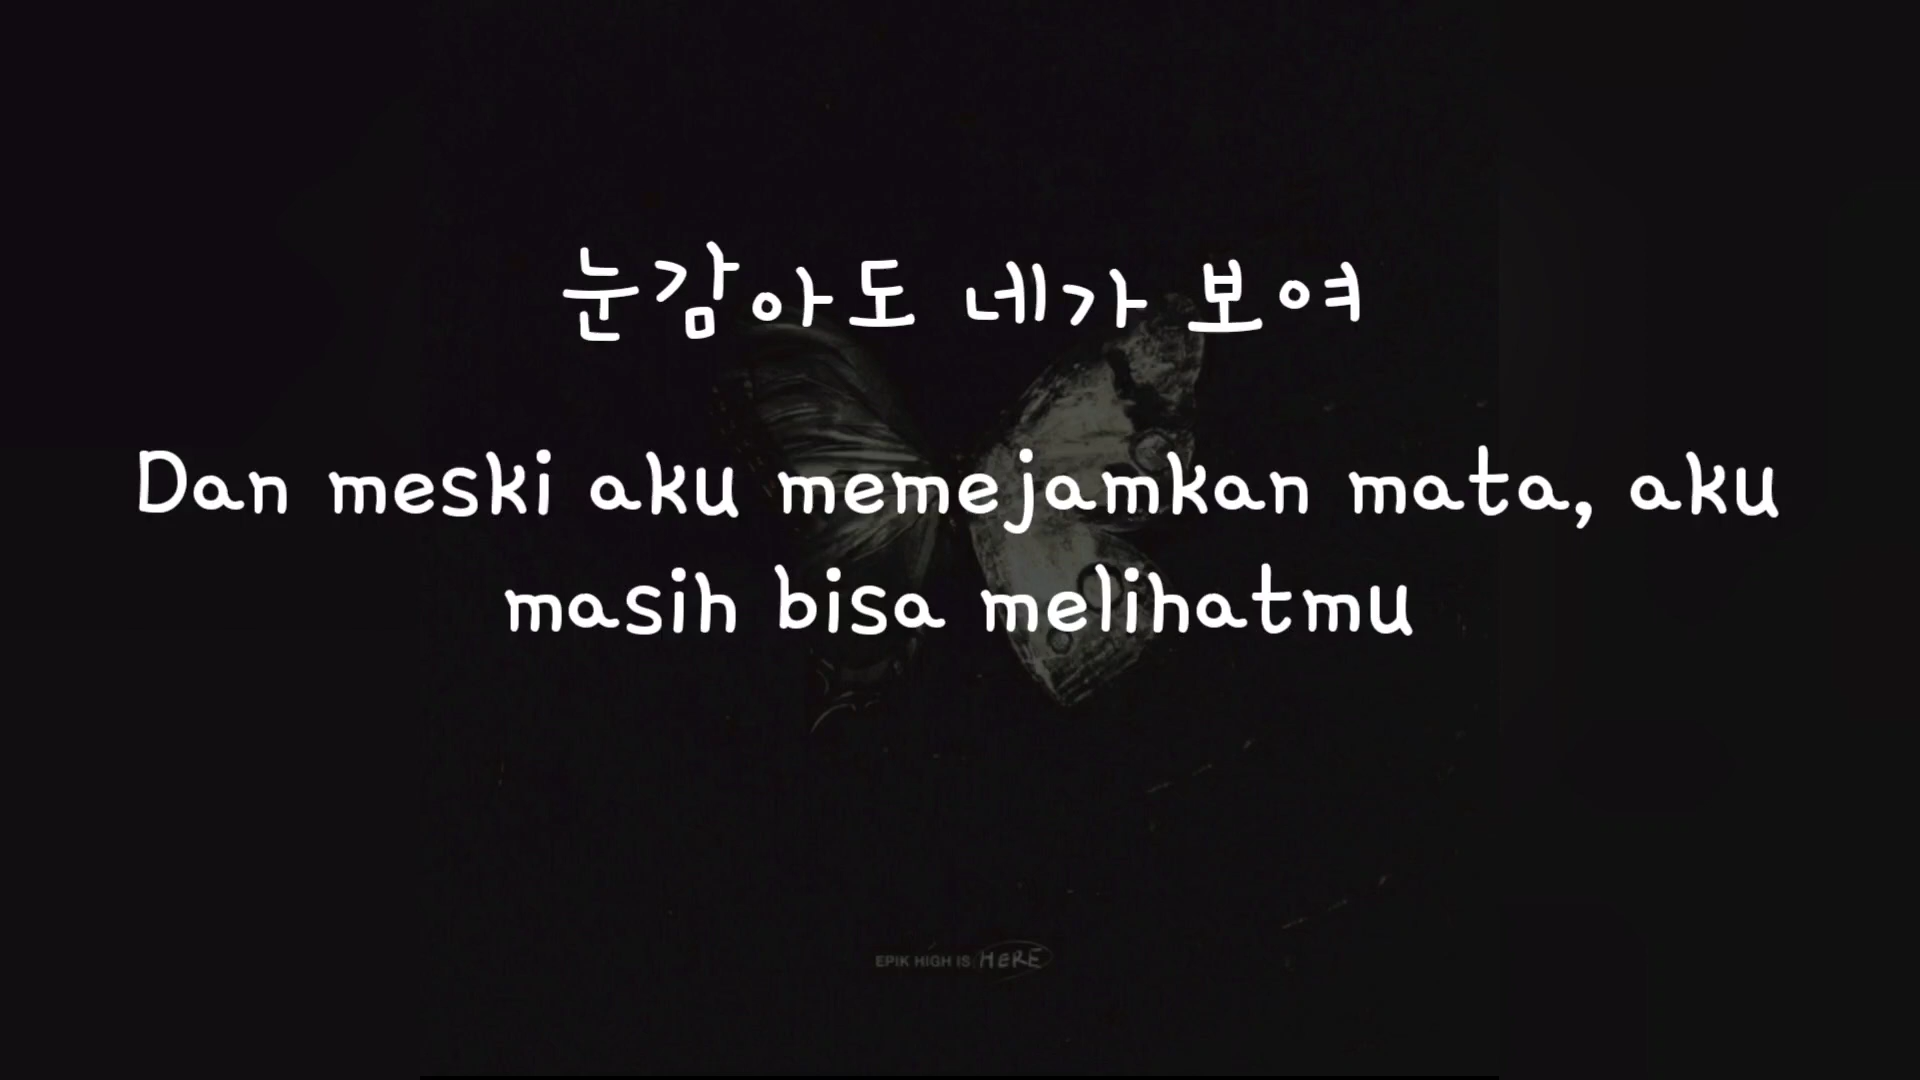 눈감아도 네가 보여
Dan meski aku memejamkan mata, aku
masih bisa melihatmu
EPIK HIGH IS HERE